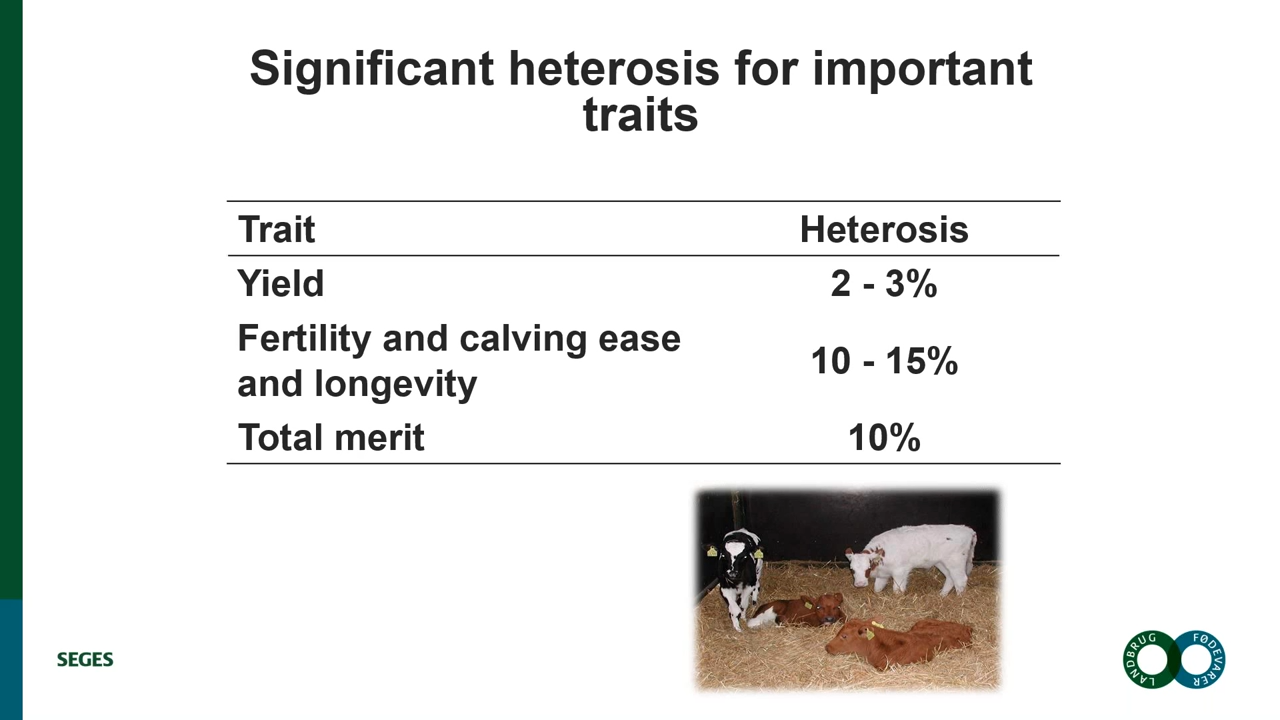 Significant heterosis for important
traits
Trait Heterosis
Yield 2 - 3%
Fertility and calving ease
and longevity 10 - 15%
Total merit 10%
SEGES
LANDBRUG FØDEVARER